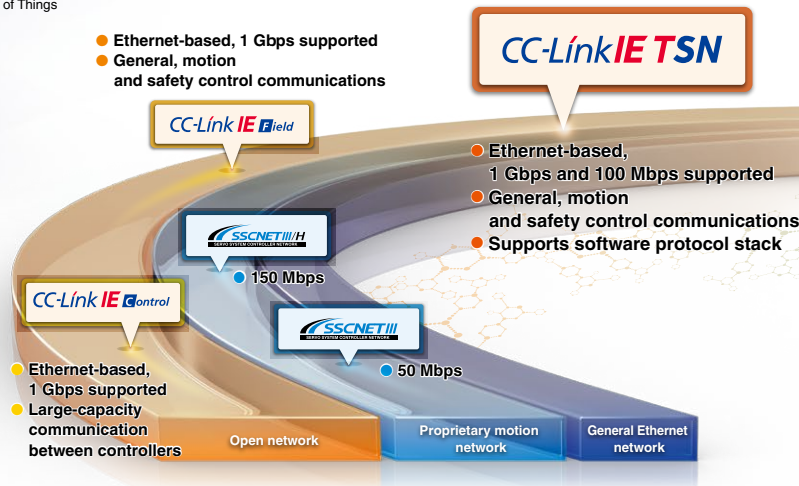 of Things
Ethernet-based, 1 Gbps supported
General, motion
and safety control communications
CC-Link IE Field
CC-Link IE TSN
Ethernet-based,
1 Gbps and 100 Mbps supported
General, motion
and safety control communications
Supports software protocol stack
SSCNETIII/H
SERVO SYSTEM CONTROLLER NETWORK
150 Mbps
CC-Link IE Control
SSCNETIII
SERVO SYSTEM CONTROLLER NETWORK
50 Mbps
Ethernet-based,
1 Gbps supported
Large-capacity
communication
between controllers
Open network
Proprietary motion
network
General Ethernet
network